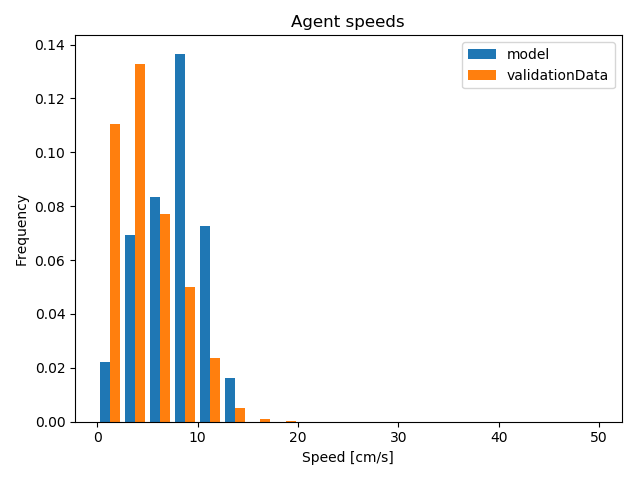 Agent speeds
model
validationData
Frequency
0.14
0.12
0.10
0.08
0.06
0.04
0.02
0.00
0 10 20 30 40 50
Speed [cm/s]